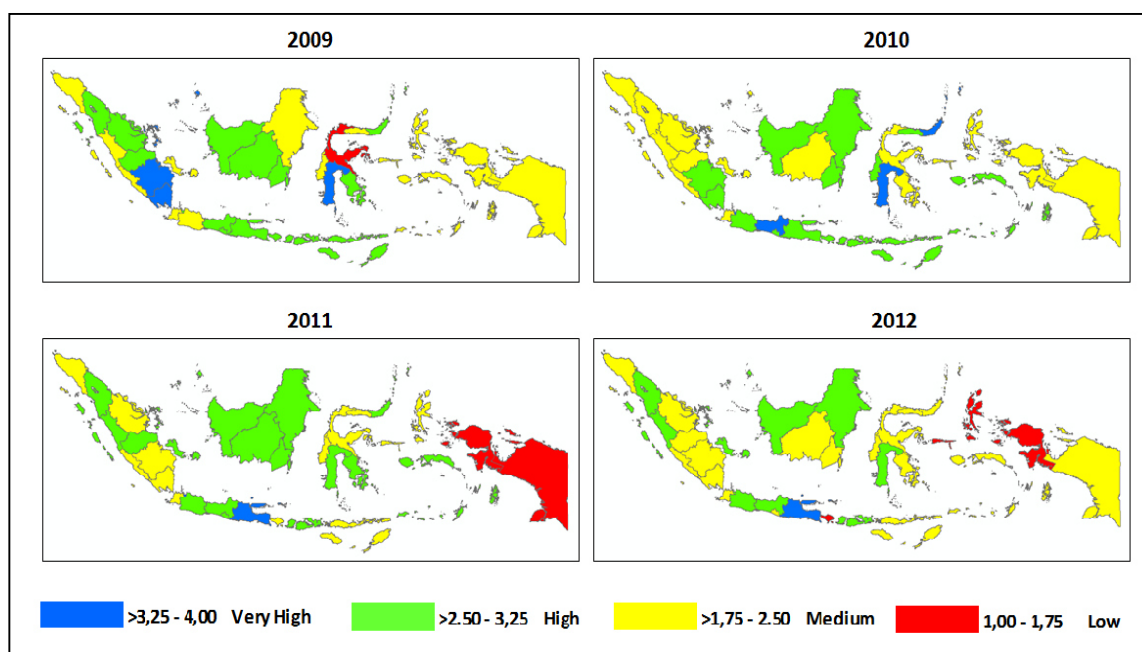 2009
2010
2011
2012
>3,25 - 4,00 Very High
>2.50 - 3,25 High
>1,75 - 2.50 Medium
1,00 - 1,75 Low